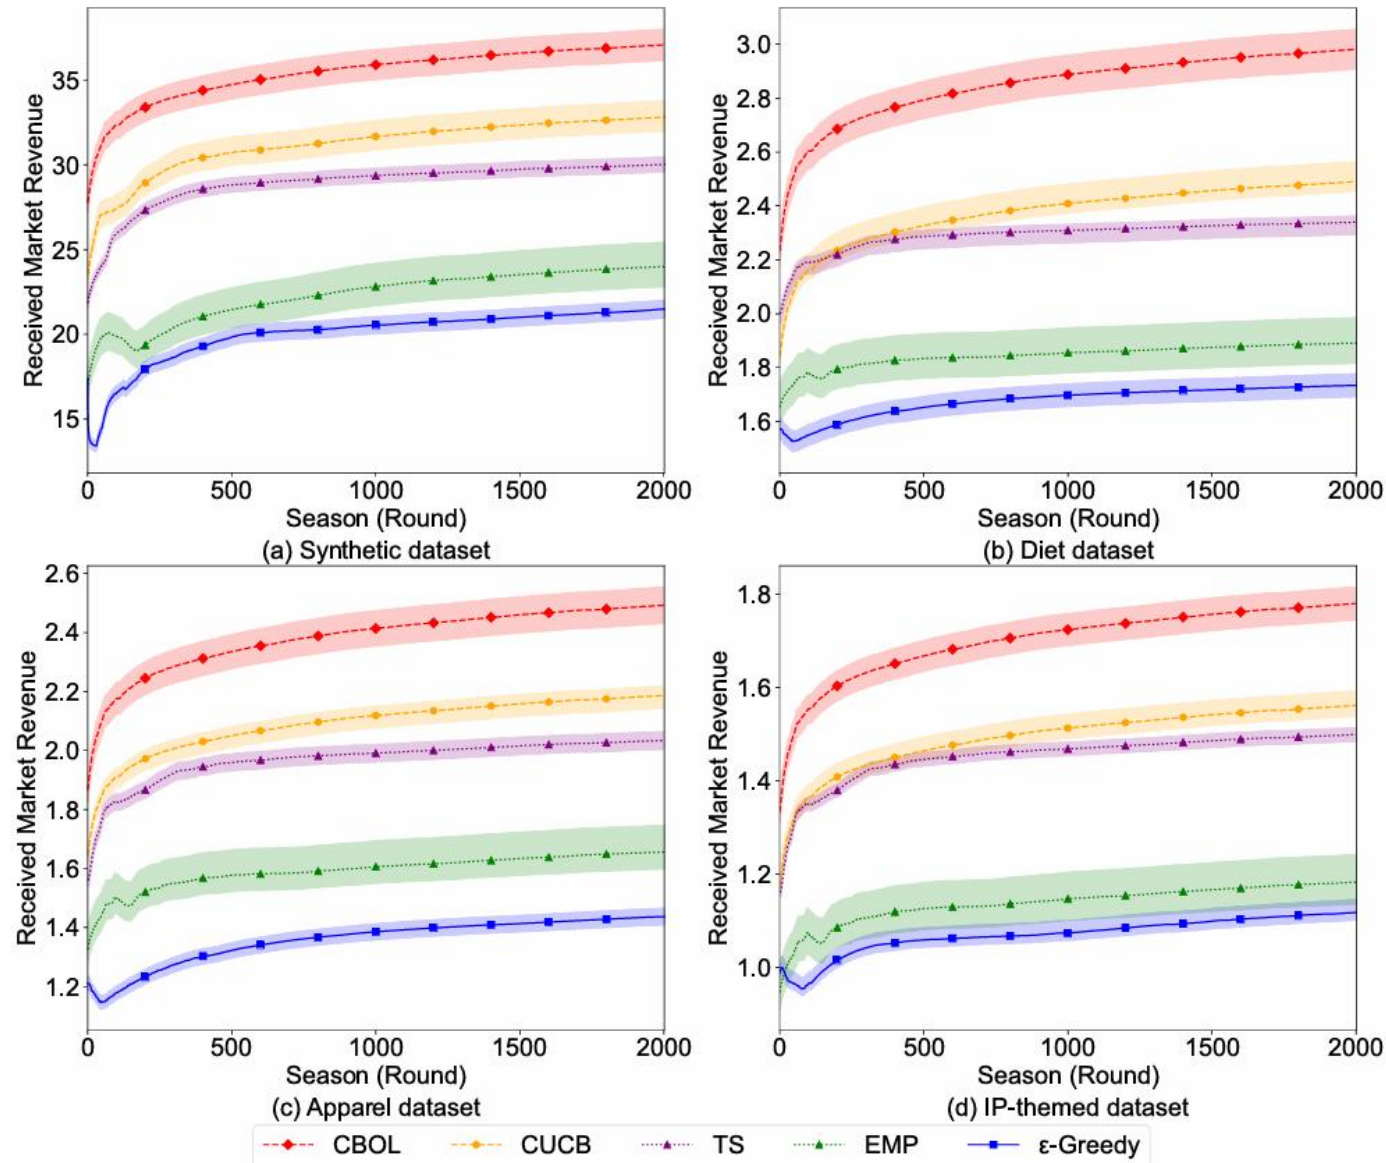 Received Market Revenue
35
30
25
20
15
0 500 1000 1500 2000
Season (Round)
(a) Synthetic dataset
Received Market Revenue
3.0
2.8
2.6
2.4
2.2
2.0
1.8
1.6
0 500 1000 1500 2000
Season (Round)
(b) Diet dataset
Received Market Revenue
2.6
2.4
2.2
2.0
1.8
1.6
1.4
1.2
0 500 1000 1500 2000
Season (Round)
(c) Apparel dataset
Received Market Revenue
1.8
1.6
1.4
1.2
1.0
0 500 1000 1500 2000
Season (Round)
(d) IP-themed dataset
CBOL CUCB TS EMP ε-Greedy